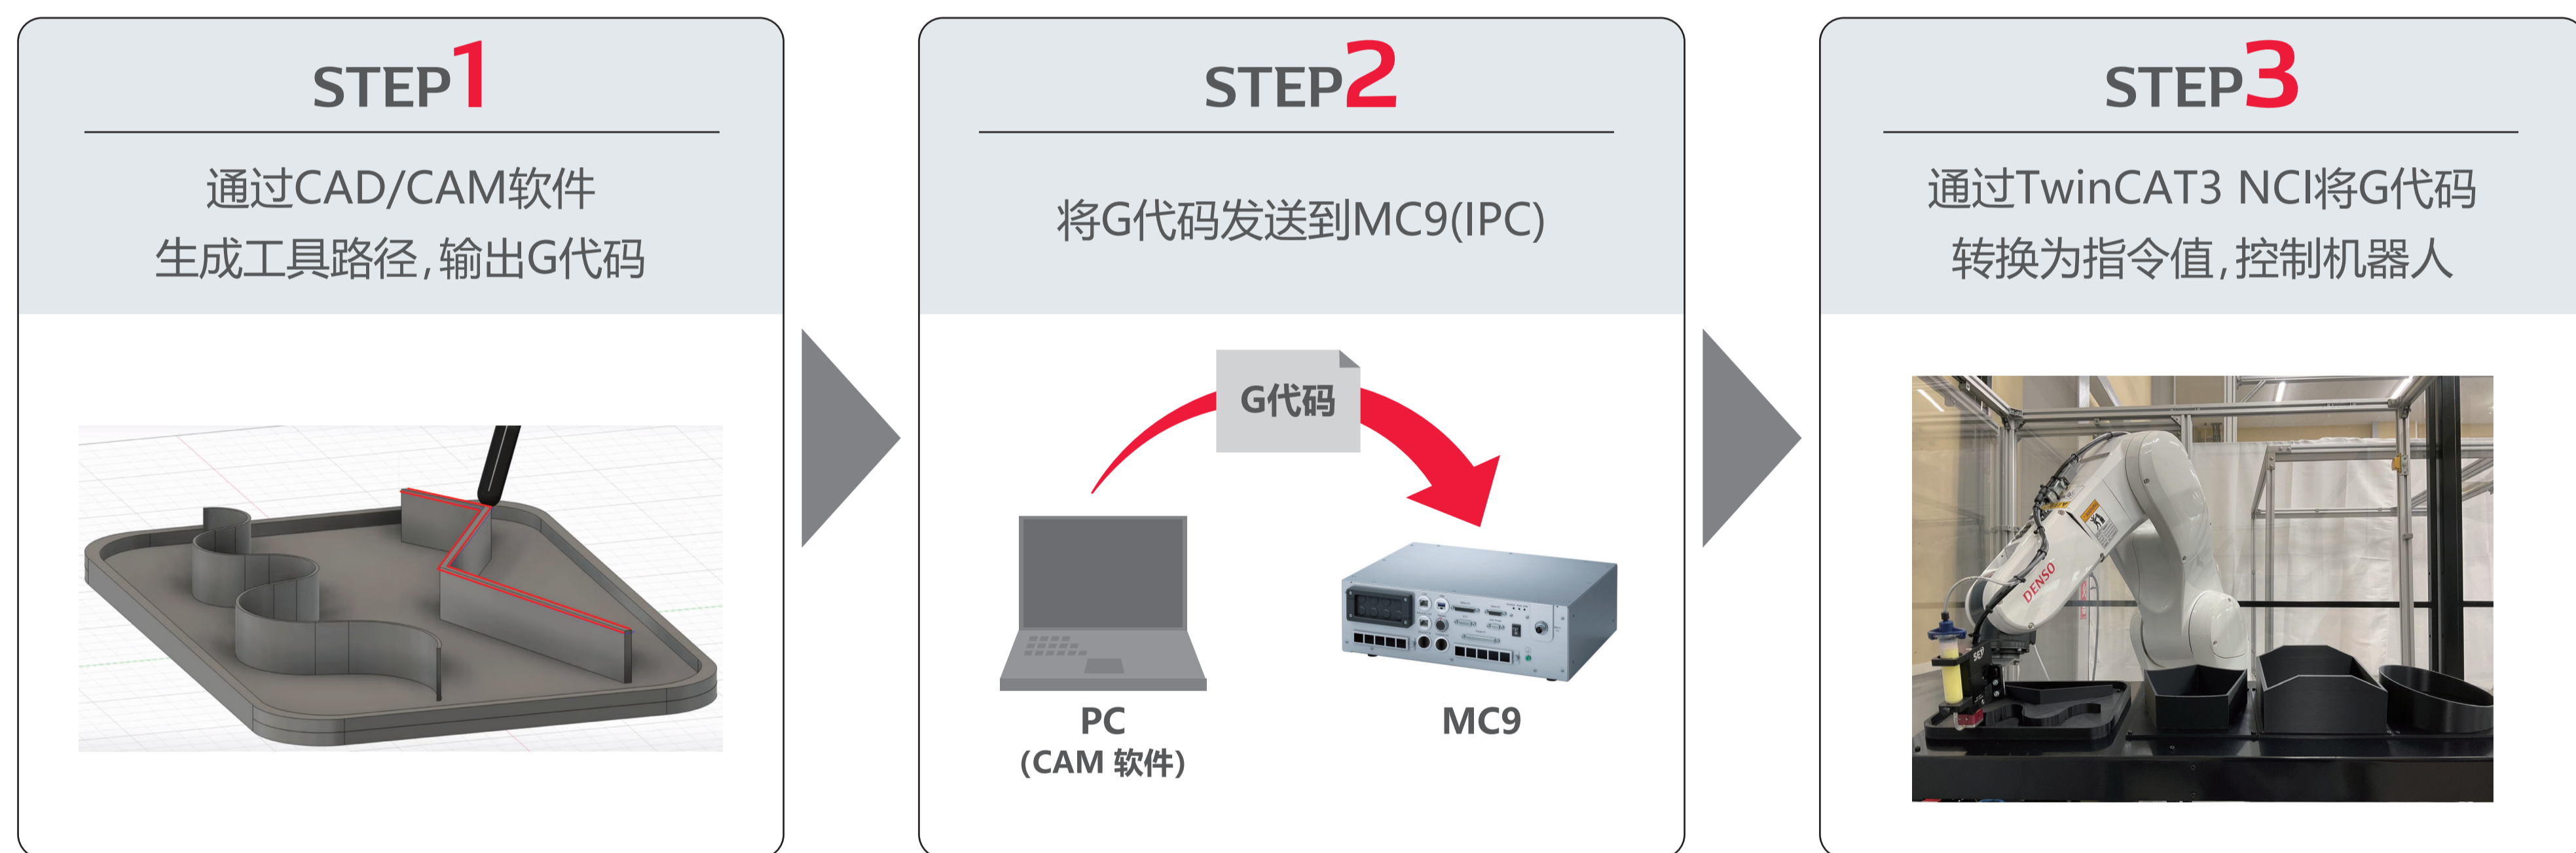 STEP1
通过CAD/CAM软件
生成工具路径,输出G代码
STEP2
将G代码发送到MC9(IPC)
G代码
PC
(CAM 软件)
MC9
STEP3
通过TwinCAT3 NCI将G代码
转换为指令值,控制机器人
DENSO